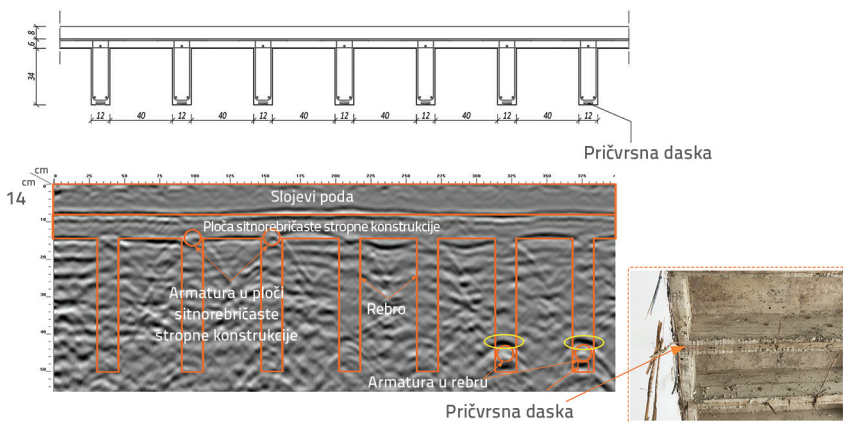 8
6
34
12 40 12 40 12 40 12 40 12 40 12 40 12
Pričvrsna daska
cm
0 25 50 75 100 125 150 175 200 225 250 275 300 325 350 375
cm
14
0
10
20
30
40
50
Slojevi poda
Ploča sitnorebričaste stropne konstrukcije
Armatura u ploči
sitnorebričaste
stropne konstrukcije
Rebro
Armatura u rebru
Pričvrsna daska